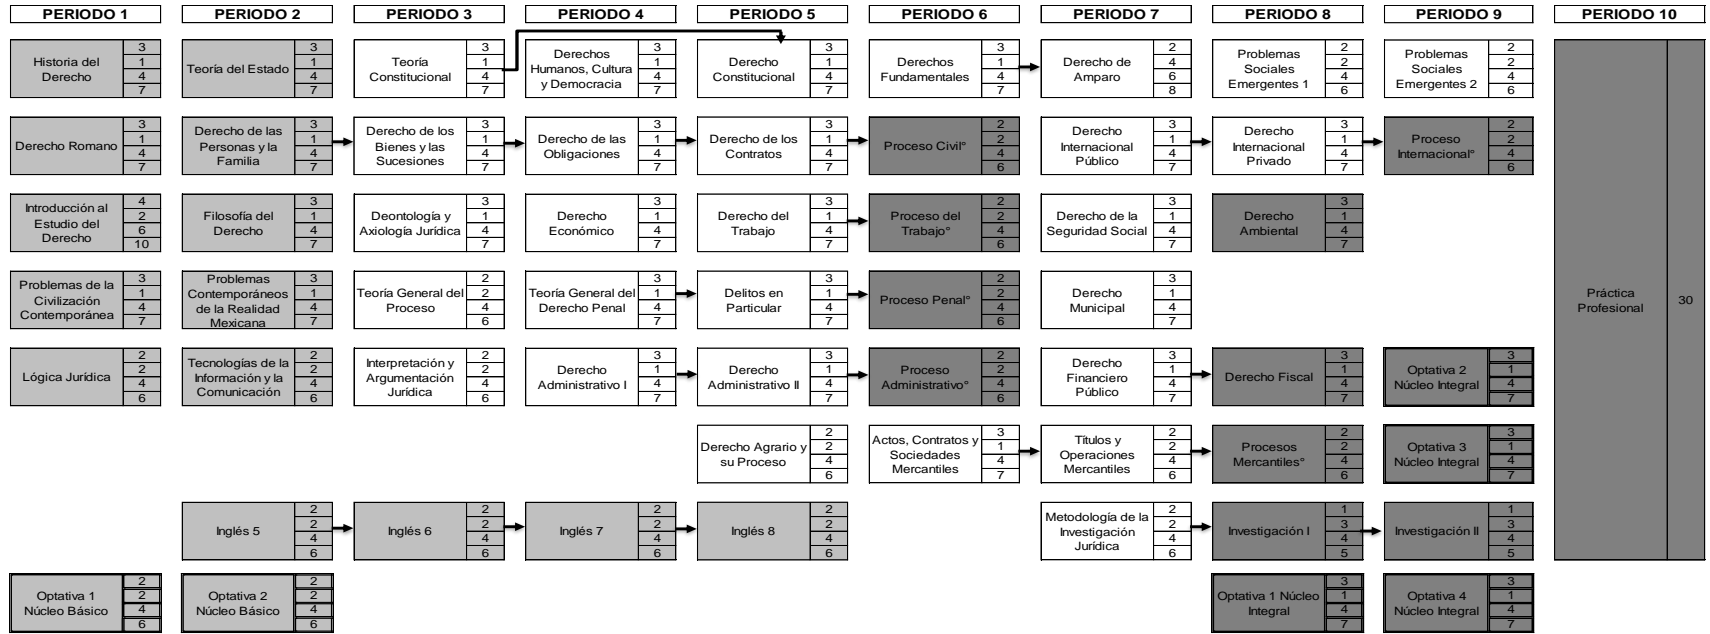 PERIODO 1
PERIODO 2
PERIODO 3
PERIODO 4
PERIODO 5
PERIODO 6
PERIODO 7
PERIODO 8
PERIODO 9
PERIODO 10
Historia del
Derecho
3
1
4
7
Derecho Romano
3
1
4
7
Introducción al
Estudio del
Derecho
4
2
6
10
Problemas de la
Civilización
Contemporánea
3
1
4
7
Lógica Jurídica
2
2
4
6
Optativa 1
Núcleo Básico
2
2
4
6
Teoría del Estado
3
1
4
7
Derecho de las
Personas y la
Familia
3
1
4
7
Filosofía del
Derecho
3
1
4
7
Problemas
Contemporáneos
de la Realidad
Mexicana
3
1
4
7
Tecnologías de la
Información y la
Comunicación
2
2
4
6
Inglés 5
2
2
4
6
Optativa 2
Núcleo Básico
2
2
4
6
Teoría
Constitucional
3
1
4
7
Derecho de los
Bienes y las
Sucesiones
3
1
4
7
Deontología y
Axiología Jurídica
3
1
4
7
Teoría General del
Proceso
2
2
4
6
Interpretación y
Argumentación
Jurídica
2
2
4
6
Inglés 6
2
2
4
6
Derechos
Humanos, Cultura
y Democracia
3
1
4
7
Derecho de las
Obligaciones
3
1
4
7
Derecho
Económico
3
1
4
7
Teoría General del
Derecho Penal
3
1
4
7
Derecho
Administrativo I
3
1
4
7
Inglés 7
2
2
4
6
Derecho
Constitucional
3
1
4
7
Derecho de los
Contratos
3
1
4
7
Derecho del
Trabajo
3
1
4
7
Delitos en
Particular
3
1
4
7
Derecho
Administrativo II
3
1
4
7
Derecho Agrario y
su Proceso
2
2
4
6
Inglés 8
2
2
4
6
Derechos
Fundamentales
3
1
4
7
Proceso Civil°
2
2
4
6
Proceso del
Trabajo°
2
2
4
6
Proceso Penal°
2
2
4
6
Proceso
Administrativo°
2
2
4
6
Actos, Contratos y
Sociedades
Mercantiles
3
1
4
7
Derecho de
Amparo
2
4
6
8
Derecho
Internacional
Público
3
1
4
7
Derecho de la
Seguridad Social
3
1
4
7
Derecho
Municipal
3
1
4
7
Derecho
Financiero
Público
3
1
4
7
Títulos y
Operaciones
Mercantiles
2
2
4
6
Metodología de la
Investigación
Jurídica
2
2
4
6
Problemas
Sociales
Emergentes 1
2
2
4
6
Derecho
Internacional
Privado
3
1
4
7
Derecho
Ambiental
3
1
4
7
Derecho Fiscal
3
1
4
7
Procesos
Mercantiles°
2
2
4
6
Investigación I
1
3
4
5
Optativa 1 Núcleo
Integral
3
1
4
7
Problemas
Sociales
Emergentes 2
2
2
4
6
Proceso
Internacional°
2
2
4
6
Optativa 2
Núcleo Integral
3
1
4
7
Optativa 3
Núcleo Integral
3
1
4
7
Investigación II
1
3
4
5
Optativa 4
Núcleo Integral
3
1
4
7
Práctica
Profesional
30